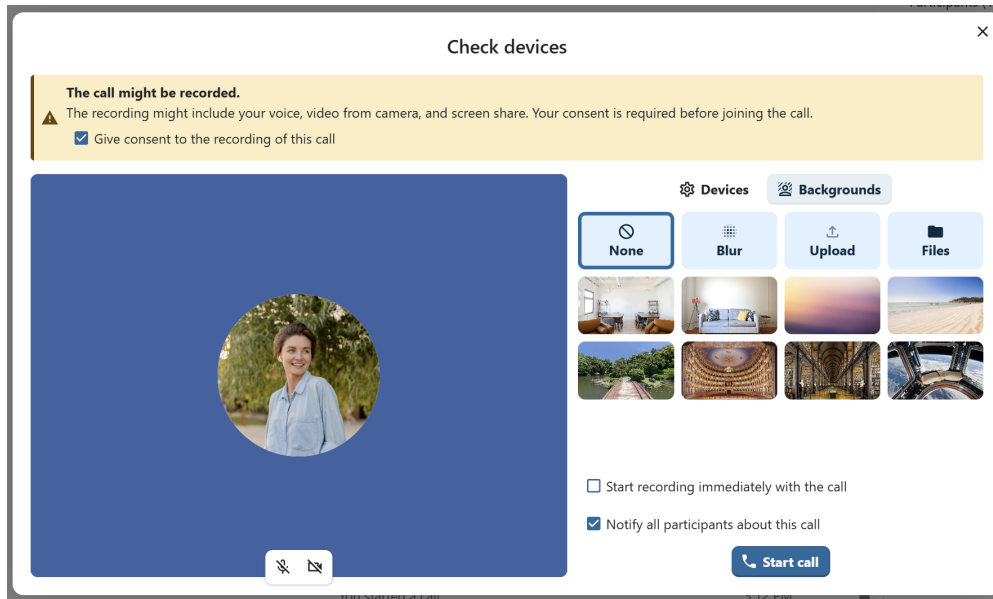 Check devices
The call might be recorded.
The recording might include your voice, video from camera, and screen share. Your consent is required before joining the call.
Give consent to the recording of this call
Devices
Backgrounds
None
Blur
Upload
Files
Start recording immediately with the call
Notify all participants about this call
Start call